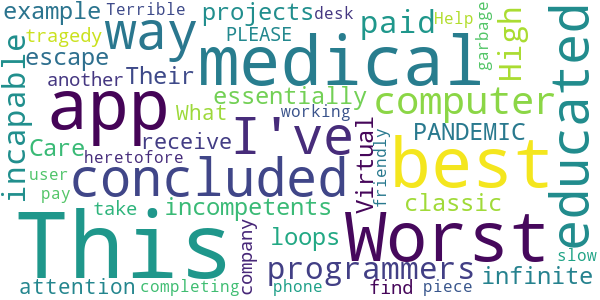 example Terrible projects desk Help
tragedy way PLEASE paid
escape garbage High
another Their medical educated
incapable app essentially What computer
receive I've working PANDEMIC
Care heretofore Virtual friendly best
user concluded
pay take incompetents classic
This loops Worst
company programmers infinite slow
attention completing phone find piece